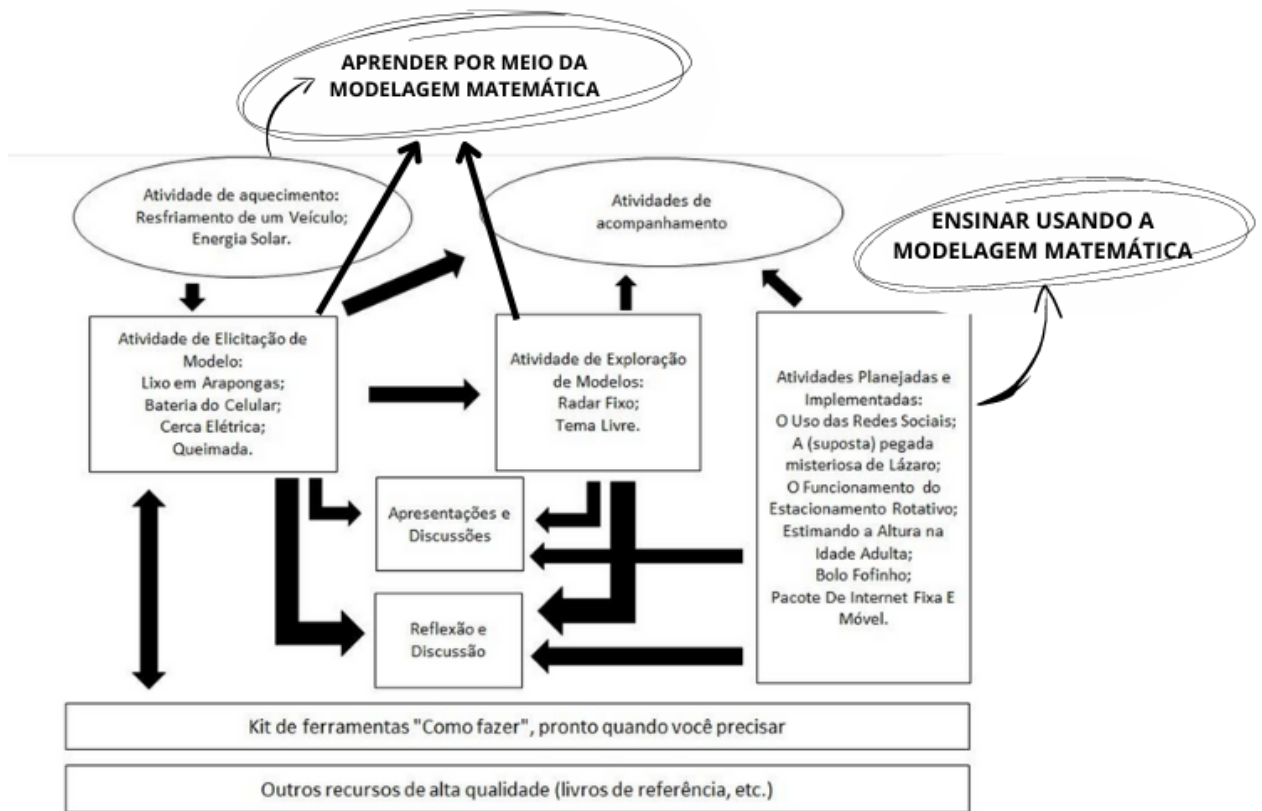 APRENDER POR MEIO DA
MODELAGEM MATEMÁTICA
Atividade de aquecimento:
Resfriamento de um Veículo;
Energia Solar.
Atividades de
acompanhamento
ENSINAR USANDO A
MODELAGEM MATEMÁTICA
Atividade de Elicitação de
Modelo:
Lixo em Arapongas;
Bateria do Celular;
Cerca Elétrica;
Queimada.
Atividade de Exploração
de Modelos:
Radar Fixo;
Tema Livre.
Atividades Planejadas e
Implementadas:
O Uso das Redes Sociais;
A (suposta) pegada
misteriosa de Lázaro;
O Funcionamento do
Estacionamento Rotativo;
Estimando a Altura na
Idade Adulta;
Bolo Fofinho;
Pacote De Internet Fixa E
Móvel.
Apresentações e
Discussões
Reflexão e
Discussão
Kit de ferramentas "Como fazer", pronto quando você precisar
Outros recursos de alta qualidade (livros de referência, etc.)